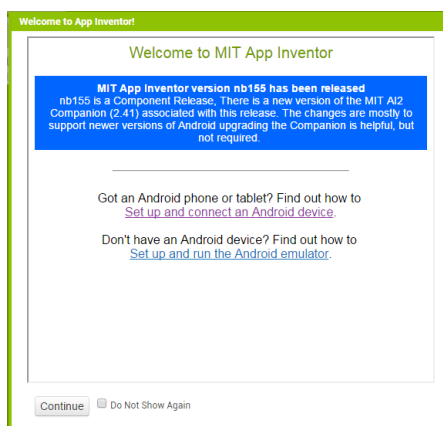 Welcome to App Inventor!
Welcome to MIT App Inventor
MIT App Inventor version nb155 has been released
nb155 is a Component Release, There is a new version of the MIT AI2
Companion (2.41) associated with this release. The changes are mostly to
support newer versions of Android upgrading the Companion is helpful, but
not required.
Got an Android phone or tablet? Find out how to
Set up and connect an Android device.
Don't have an Android device? Find out how to
Set up and run the Android emulator.
Continue Do Not Show Again